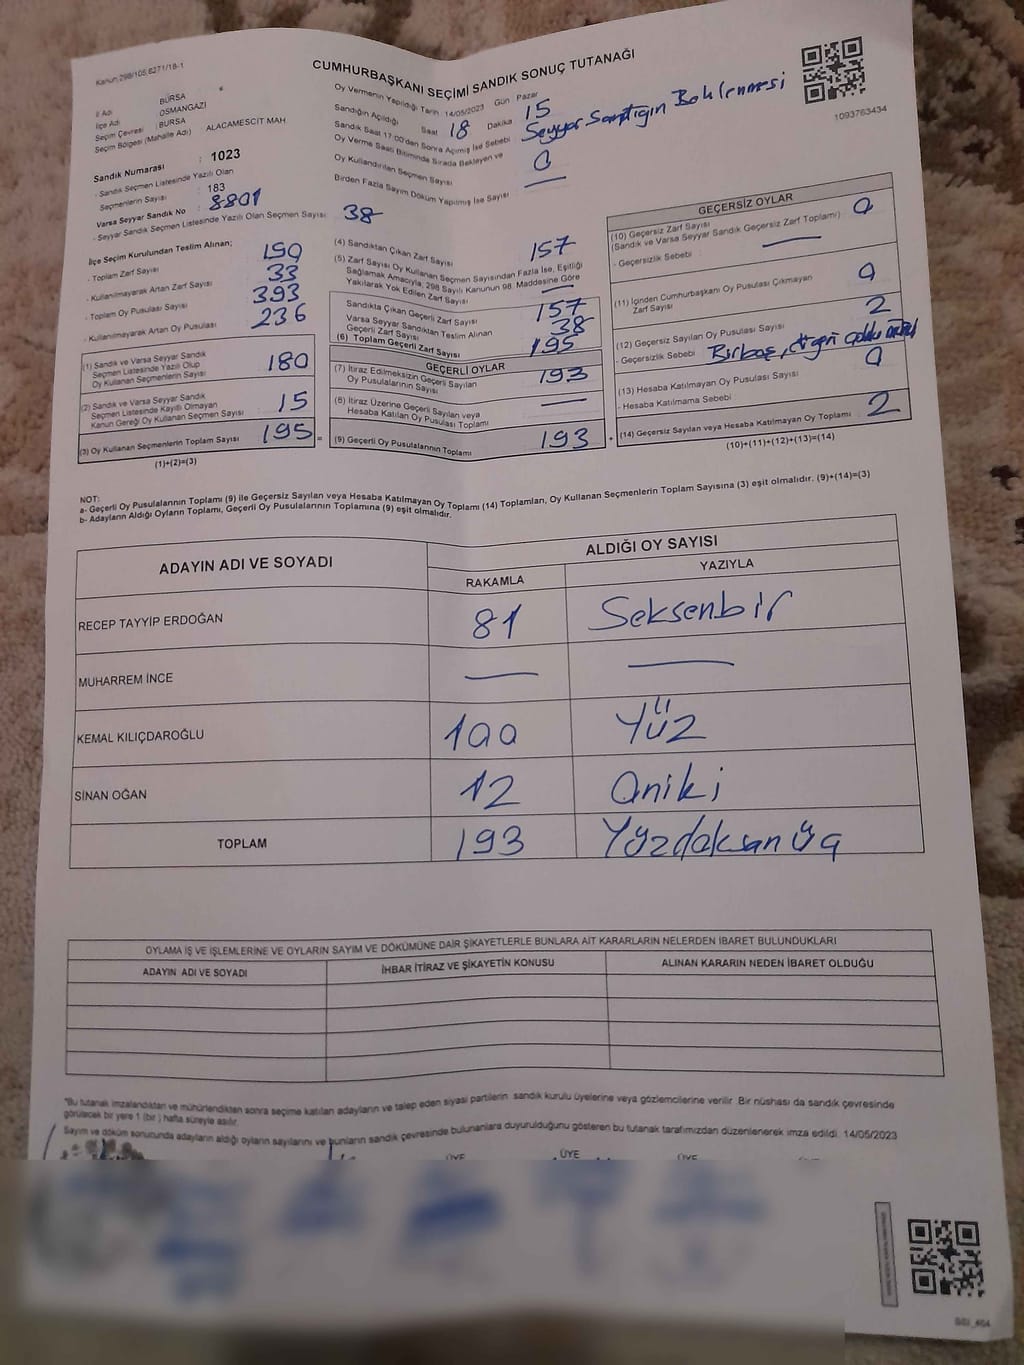 Kanun:298/105,6271/18-1
CUMHURBAŞKANI SEÇİMİ SANDIK SONUÇ TUTANAĞI
1093763434
İl Adı : BURSA
İlçe Adı : OSMANGAZİ
Seçim Çevresi : BURSA
Seçim Bölgesi (Mahalle Adı) : ALACAMESCİT MAH
Sandık Numarası : 1023
- Sandık Seçmen Listesinde Yazılı Olan
Seçmenlerin Sayısı : 183
Varsa Seyyar Sandık No : 8801
- Seyyar Sandık Seçmen Listesinde Yazılı Olan Seçmen Sayısı 38
Oy Vermenin Yapıldığı Tarih 14/05/2023 Gün Pazar
Sandığın Açıldığı Saat 18 Dakika 15
Sandık Saat 17:00'den Sonra Açılmış İse Sebebi Seyyar Sandığın Beklenmesi
Oy Verme Saati Bitiminde Sırada Bekleyen ve
Oy Kullandırılan Seçmen Sayısı 0
Birden Fazla Sayım Döküm Yapılmış İse Sayısı —
İlçe Seçim Kurulundan Teslim Alınan;
- Toplam Zarf Sayısı 190
- Kullanılmayarak Artan Zarf Sayısı 33
- Toplam Oy Pusulası Sayısı 393
- Kullanılmayarak Artan Oy Pusulası 236
(1) Sandık ve Varsa Seyyar Sandık
Seçmen Listesinde Yazılı Olup
Oy Kullanan Seçmenlerin Sayısı 180
(2) Sandık ve Varsa Seyyar Sandık
Seçmen Listesinde Kayıtlı Olmayan
Kanun Gereği Oy Kullanan Seçmen Sayısı 15
(3) Oy Kullanan Seçmenlerin Toplam Sayısı 195 =
(1)+(2)=(3)
(4) Sandıktan Çıkan Zarf Sayısı 157
(5) Zarf Sayısı Oy Kullanan Seçmen Sayısından Fazla İse, Eşitliği
Sağlamak Amacıyla, 298 Sayılı Kanunun 98. Maddesine Göre
Yakılarak Yok Edilen Zarf Sayısı —
Sandıkta Çıkan Geçerli Zarf Sayısı 157
Varsa Seyyar Sandıktan Teslim Alınan
Geçerli Zarf Sayısı 38
(6) Toplam Geçerli Zarf Sayısı 195
GEÇERLİ OYLAR
(7) İtiraz Edilmeksizin Geçerli Sayılan
Oy Pusulalarının Sayısı 193
(8) İtiraz Üzerine Geçerli Sayılan veya
Hesaba Katılan Oy Pusulası Toplamı —
(9) Geçerli Oy Pusulalarının Toplamı 193 +
GEÇERSİZ OYLAR
(10) Geçersiz Zarf Sayısı
(Sandık ve Varsa Seyyar Sandık Geçersiz Zarf Toplamı) 0
- Geçersizlik Sebebi : —
(11) İçinden Cumhurbaşkanı Oy Pusulası Çıkmayan
Zarf Sayısı 0
(12) Geçersiz Sayılan Oy Pusulası Sayısı 2
- Geçersizlik Sebebi Biri boş,
(13) Hesaba Katılmayan Oy Pusulası Sayısı 0
- Hesaba Katılmama Sebebi
(14) Geçersiz Sayılan veya Hesaba Katılmayan Oy Toplamı 2
(10)+(11)+(12)+(13)=(14)
NOT:
a- Geçerli Oy Pusulalarının Toplamı (9) ile Geçersiz Sayılan veya Hesaba Katılmayan Oy Toplamı (14) Toplamları, Oy Kullanan Seçmenlerin Toplam Sayısına (3) eşit olmalıdır. (9)+(14)=(3)
b- Adayların Aldığı Oyların Toplamı, Geçerli Oy Pusulalarının Toplamına (9) eşit olmalıdır.
ADAYIN ADI VE SOYADI
ALDIĞI OY SAYISI
RAKAMLA YAZIYLA
RECEP TAYYİP ERDOĞAN 81 Seksenbir
MUHARREM İNCE — —
KEMAL KILIÇDAROĞLU 100 Yüz
SİNAN OĞAN 12 Oniki
TOPLAM 193 Yüzdoksanüç
OYLAMA İŞ VE İŞLEMLERİNE VE OYLARIN SAYIM VE DÖKÜMÜNE DAİR ŞİKAYETLERLE BUNLARA AİT KARARLARIN NELERDEN İBARET BULUNDUKLARI
ADAYIN ADI VE SOYADI İHBAR İTİRAZ VE ŞİKAYETİN KONUSU ALINAN KARARIN NEDEN İBARET OLDUĞU
*Bu tutanak imzalandıktan ve mühürlendikten sonra seçime katılan adayların ve talep eden siyasi partilerin sandık kurulu üyelerine veya gözlemcilerine verilir. Bir nüshası da sandık çevresinde
görülecek bir yere 1 (bir) hafta süreyle asılır.
Sayım ve döküm sonucunda adayların aldığı oyların sayılarını ve bunların sandık çevresinde bulunanlara duyurulduğunu gösteren bu tutanak tarafımızdan düzenlenerek imza edildi. 14/05/2023
ÜYE ÜYE ÜYE